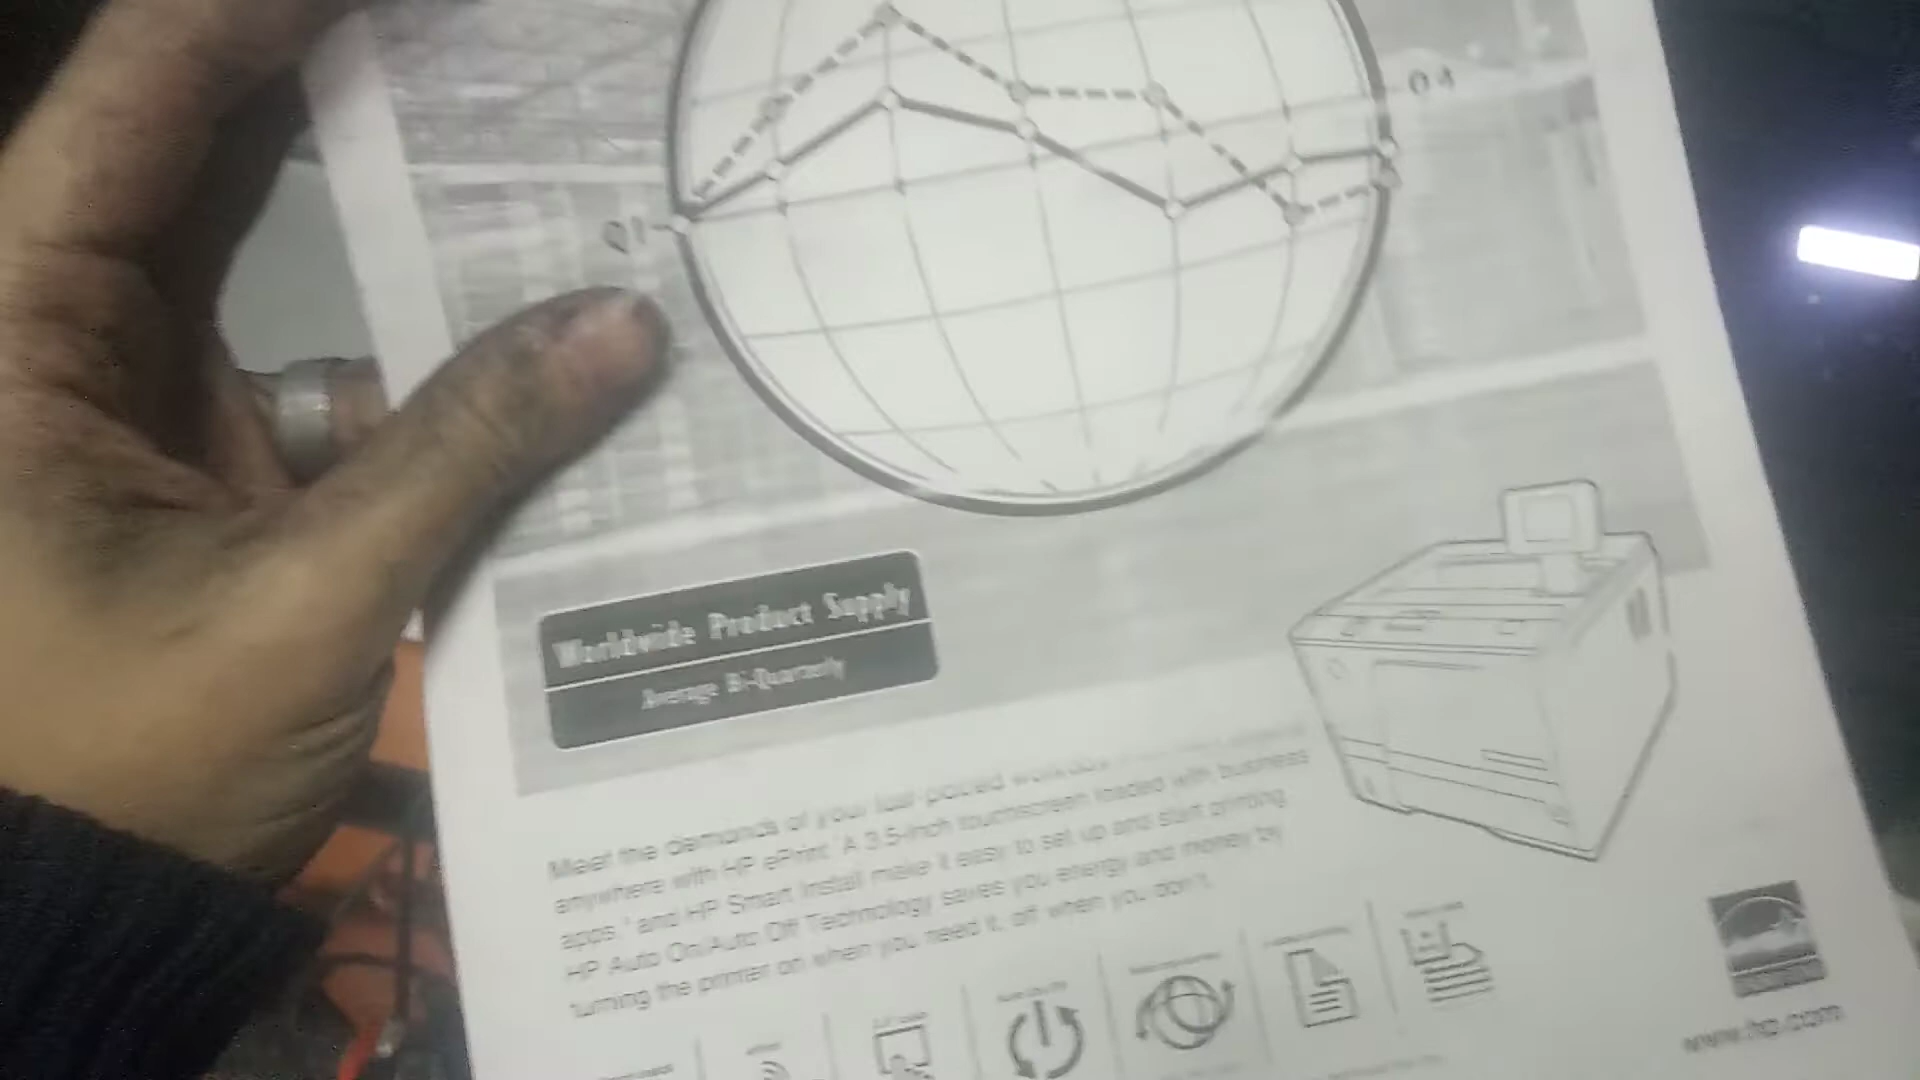 Q4
Q1
Worldwide Product Supply
Average Bi-Quarterly
Meet the demands of your fast-paced workday
anywhere with HP ePrint. A 3.5-inch touchscreen loaded with business
apps, and HP Smart Install make it easy to set up and start printing.
HP Auto On/Auto Off Technology saves you energy and money by
turning the printer on when you need it, off when you don't.
www.hp.com